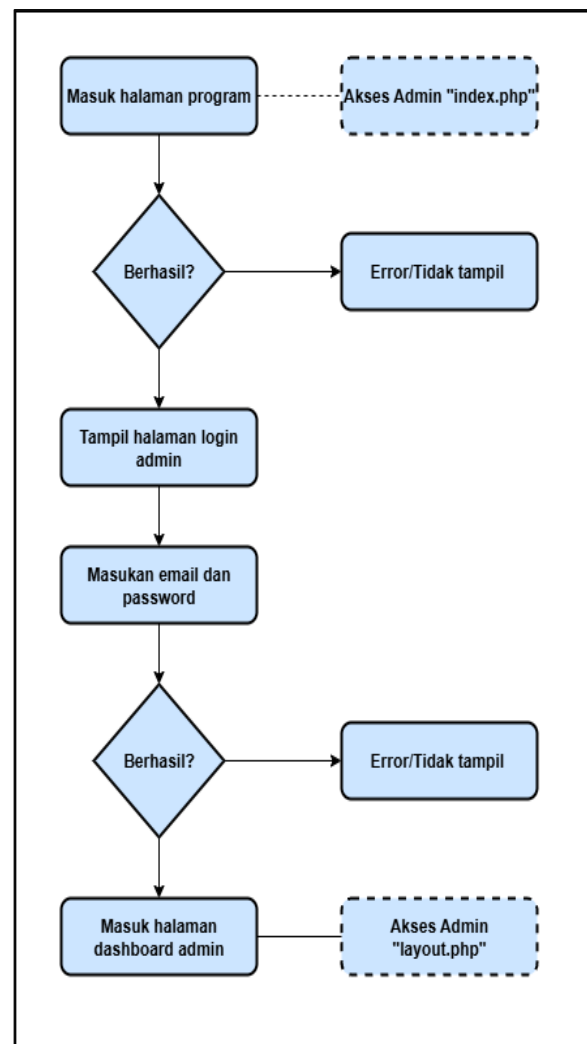 Masuk halaman program
Akses Admin "index.php"
Berhasil?
Error/Tidak tampil
Tampil halaman login
admin
Masukan email dan
password
Berhasil?
Error/Tidak tampil
Masuk halaman
dashboard admin
Akses Admin
"layout.php"